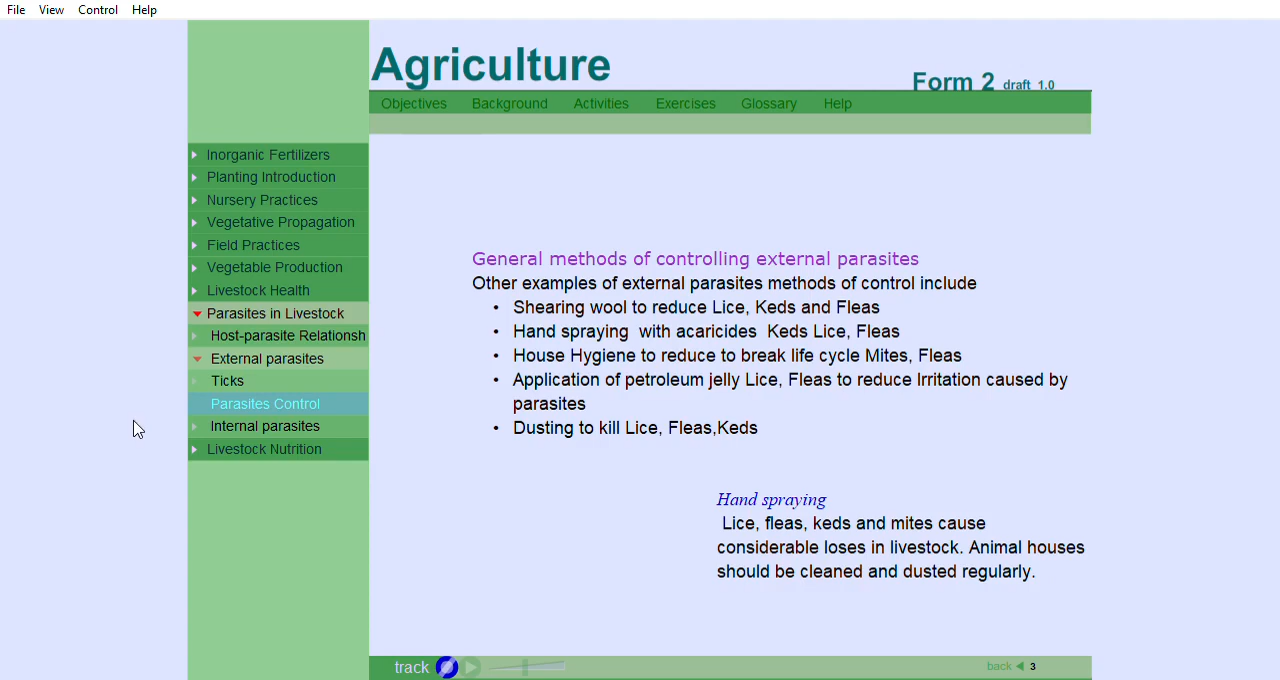 File View Control Help
Agriculture
Form 2 draft 1.0
Objectives Background Activities Exercises Glossary Help
Inorganic Fertilizers
Planting Introduction
Nursery Practices
Vegetative Propagation
Field Practices
Vegetable Production
Livestock Health
Parasites in Livestock
Host-parasite Relationsh
External parasites
Ticks
Parasites Control
Internal parasites
Livestock Nutrition
General methods of controlling external parasites
Other examples of external parasites methods of control include
• Shearing wool to reduce Lice, Keds and Fleas
• Hand spraying with acaricides Keds Lice, Fleas
• House Hygiene to reduce to break life cycle Mites, Fleas
• Application of petroleum jelly Lice, Fleas to reduce Irritation caused by
parasites
• Dusting to kill Lice, Fleas,Keds
Hand spraying
Lice, fleas, keds and mites cause
considerable loses in livestock. Animal houses
should be cleaned and dusted regularly.
track
back 3